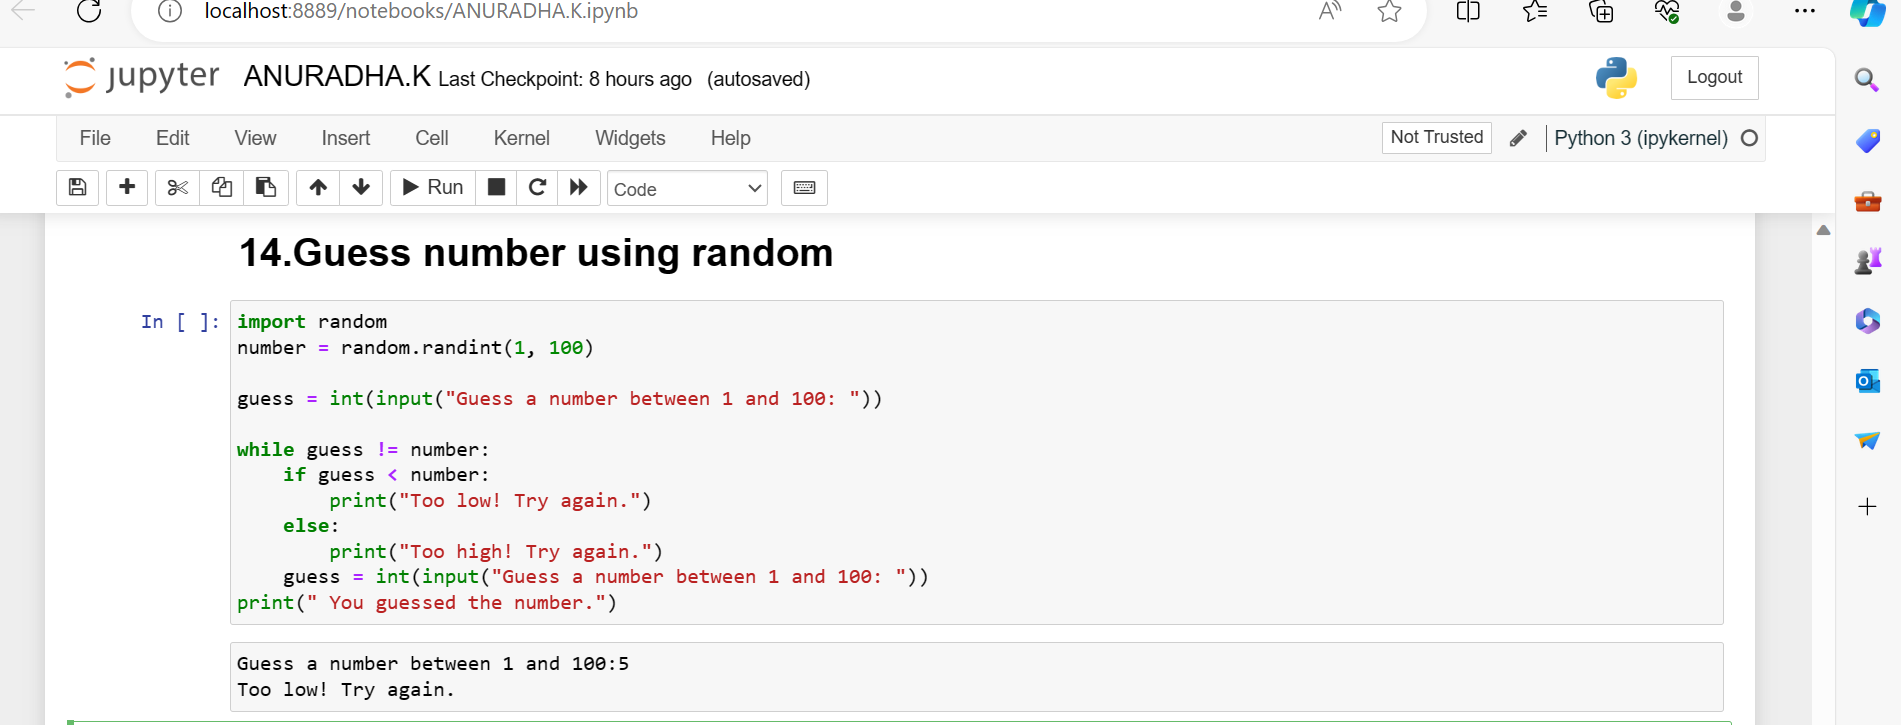 localhost:8889/notebooks/ANURADHA.K.ipynb
jupyter ANURADHA.K Last Checkpoint: 8 hours ago (autosaved)
Logout
File Edit View Insert Cell Kernel Widgets Help
Not Trusted
Python 3 (ipykernel)
Run
Code
14.Guess number using random
In [ ]:
import random
number = random.randint(1, 100)
guess = int(input("Guess a number between 1 and 100: "))
while guess != number:
    if guess < number:
        print("Too low! Try again.")
    else:
        print("Too high! Try again.")
    guess = int(input("Guess a number between 1 and 100: "))
print(" You guessed the number.")
Guess a number between 1 and 100:5
Too low! Try again.